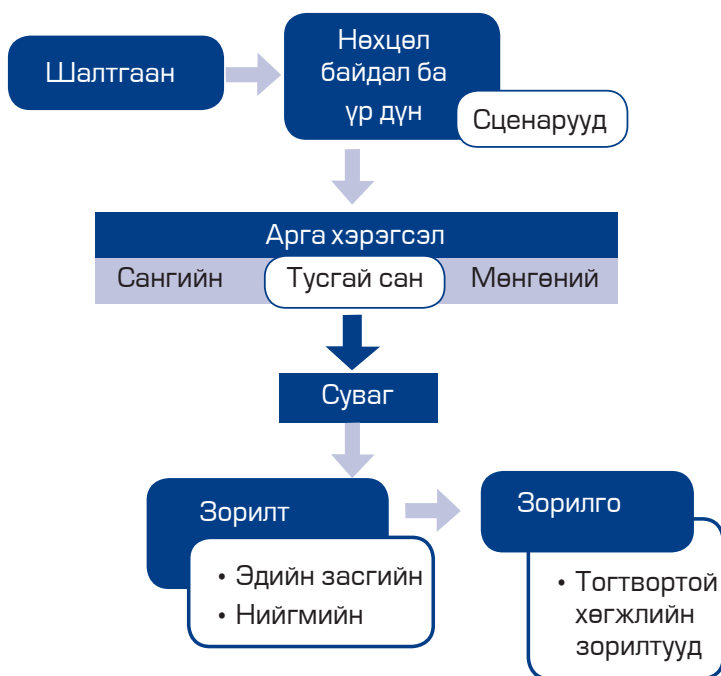 Шалтгаан
Нөхцөл
байдал ба
үр дүн
Сценарууд
Арга хэрэгсэл
Сангийн
Тусгай сан
Мөнгөний
Суваг
Зорилт
• Эдийн засгийн
• Нийгмийн
Зорилго
• Тогтвортой
хөгжлийн
зорилтууд